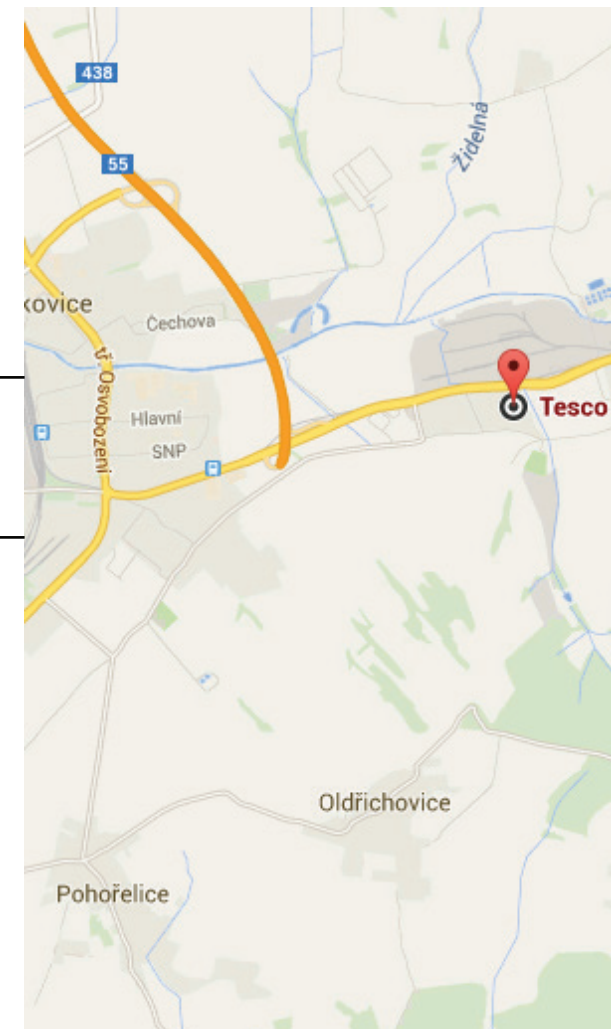 438
55
Židelná
kovice
Čechova
tř. Osvobození
Hlavní
SNP
Tesco
Oldřichovice
Pohořelice